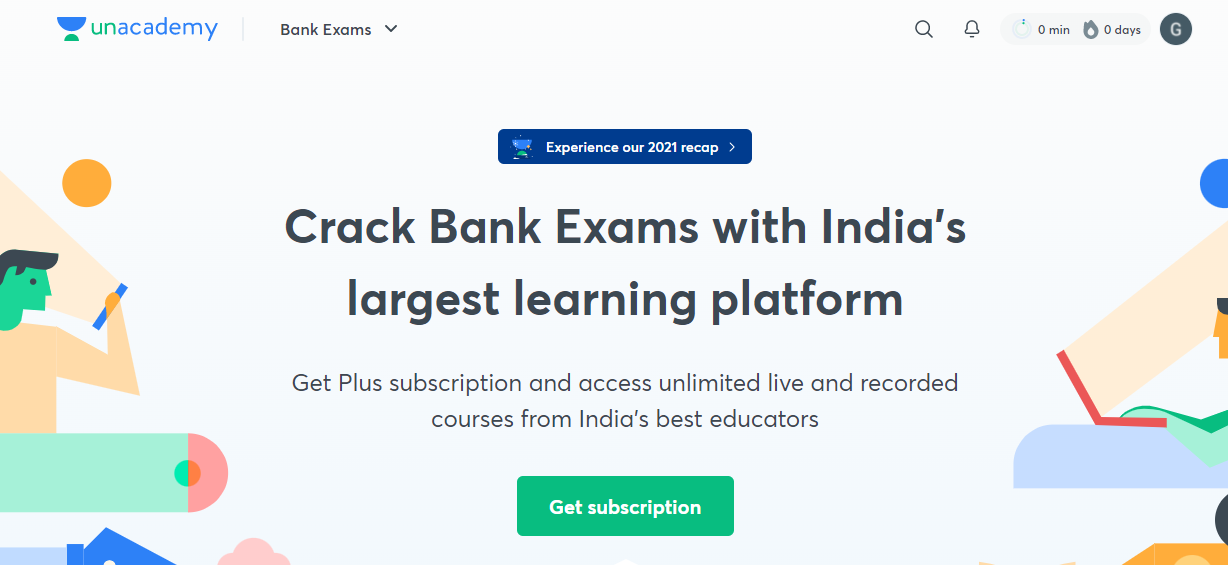 unacademy
Bank Exams
0 min
0 days
G
Experience our 2021 recap
Crack Bank Exams with India's
largest learning platform
Get Plus subscription and access unlimited live and recorded
courses from India's best educators
Get subscription